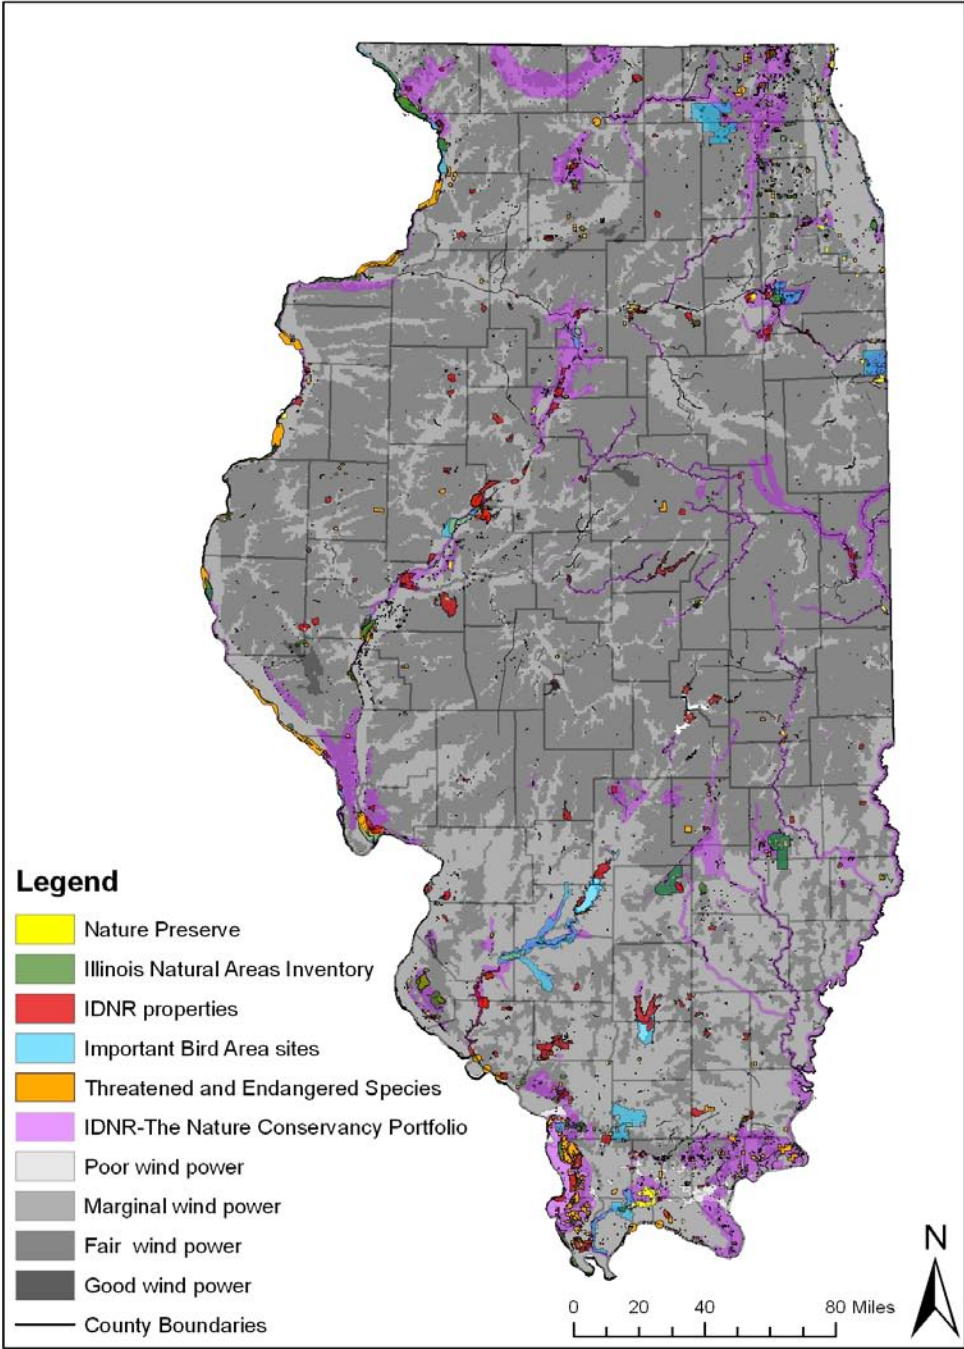 Legend
Nature Preserve
Illinois Natural Areas Inventory
IDNR properties
Important Bird Area sites
Threatened and Endangered Species
IDNR-The Nature Conservancy Portfolio
Poor wind power
Marginal wind power
Fair wind power
Good wind power
County Boundaries
0 20 40 80 Miles
N